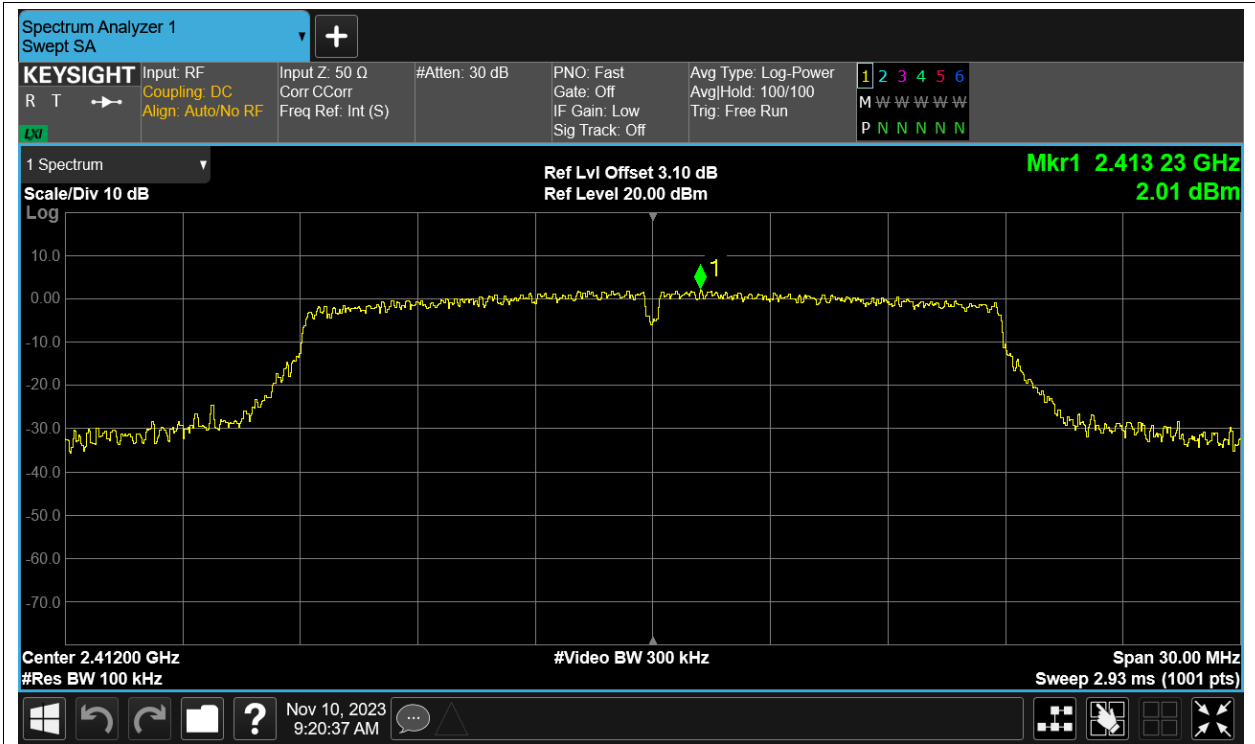 Spectrum Analyzer 1
Swept SA
KEYSIGHT
R T
LXI
Input: RF
Coupling: DC
Align: Auto/No RF
Input Z: 50 Ω
Corr CCorr
Freq Ref: Int (S)
#Atten: 30 dB
PNO: Fast
Gate: Off
IF Gain: Low
Sig Track: Off
Avg Type: Log-Power
Avg|Hold: 100/100
Trig: Free Run
1 2 3 4 5 6
M W W W W W
P N N N N N
1 Spectrum
Scale/Div 10 dB
Log
Ref Lvl Offset 3.10 dB
Ref Level 20.00 dBm
Mkr1 2.413 23 GHz
2.01 dBm
1
10.0
0.00
-10.0
-20.0
-30.0
-40.0
-50.0
-60.0
-70.0
Center 2.41200 GHz
#Res BW 100 kHz
#Video BW 300 kHz
Span 30.00 MHz
Sweep 2.93 ms (1001 pts)
?
Nov 10, 2023
9:20:37 AM